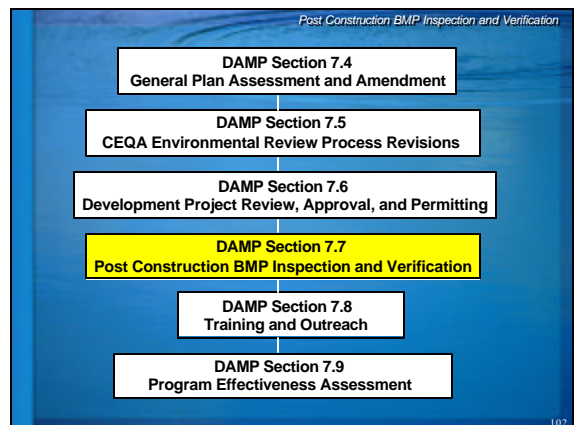 Post Construction BMP Inspection and Verification
DAMP Section 7.4
General Plan Assessment and Amendment
DAMP Section 7.5
CEQA Environmental Review Process Revisions
DAMP Section 7.6
Development Project Review, Approval, and Permitting
DAMP Section 7.7
Post Construction BMP Inspection and Verification
DAMP Section 7.8
Training and Outreach
DAMP Section 7.9
Program Effectiveness Assessment
102